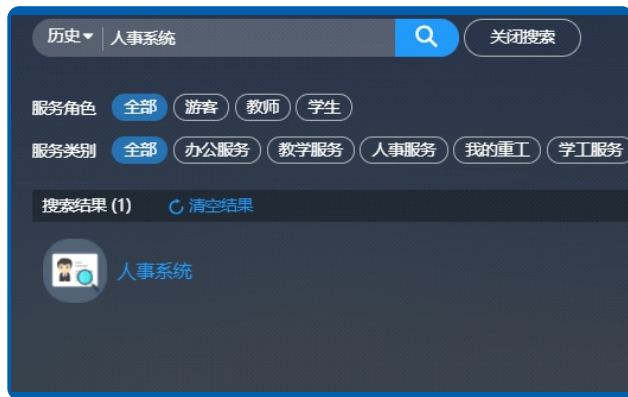 历史 人事系统 关闭搜索
服务角色 全部 游客 教师 学生
服务类别 全部 办公服务 教学服务 人事服务 我的重工 学工服务
搜索结果 (1) 清空结果
人事系统